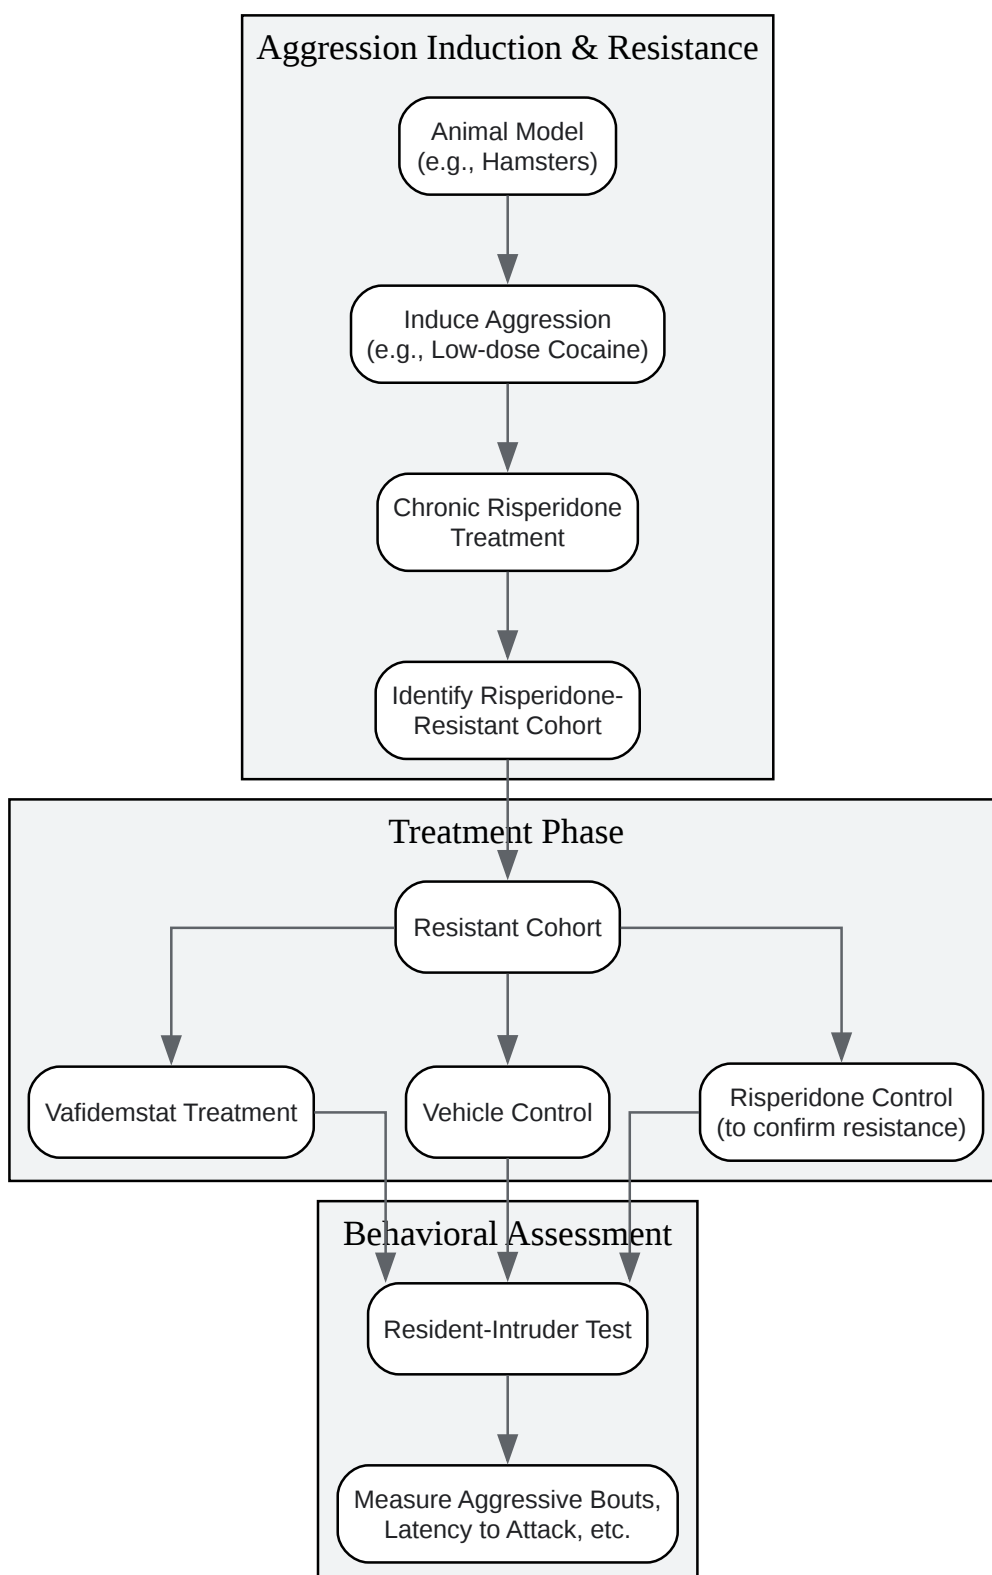 Aggression Induction & Resistance
Animal Model
(e.g., Hamsters)
Induce Aggression
(e.g., Low-dose Cocaine)
Chronic Risperidone
Treatment
Identify Risperidone-
Resistant Cohort
Treatment Phase
Resistant Cohort
Vafidemstat Treatment
Vehicle Control
Risperidone Control
(to confirm resistance)
Behavioral Assessment
Resident-Intruder Test
Measure Aggressive Bouts,
Latency to Attack, etc.